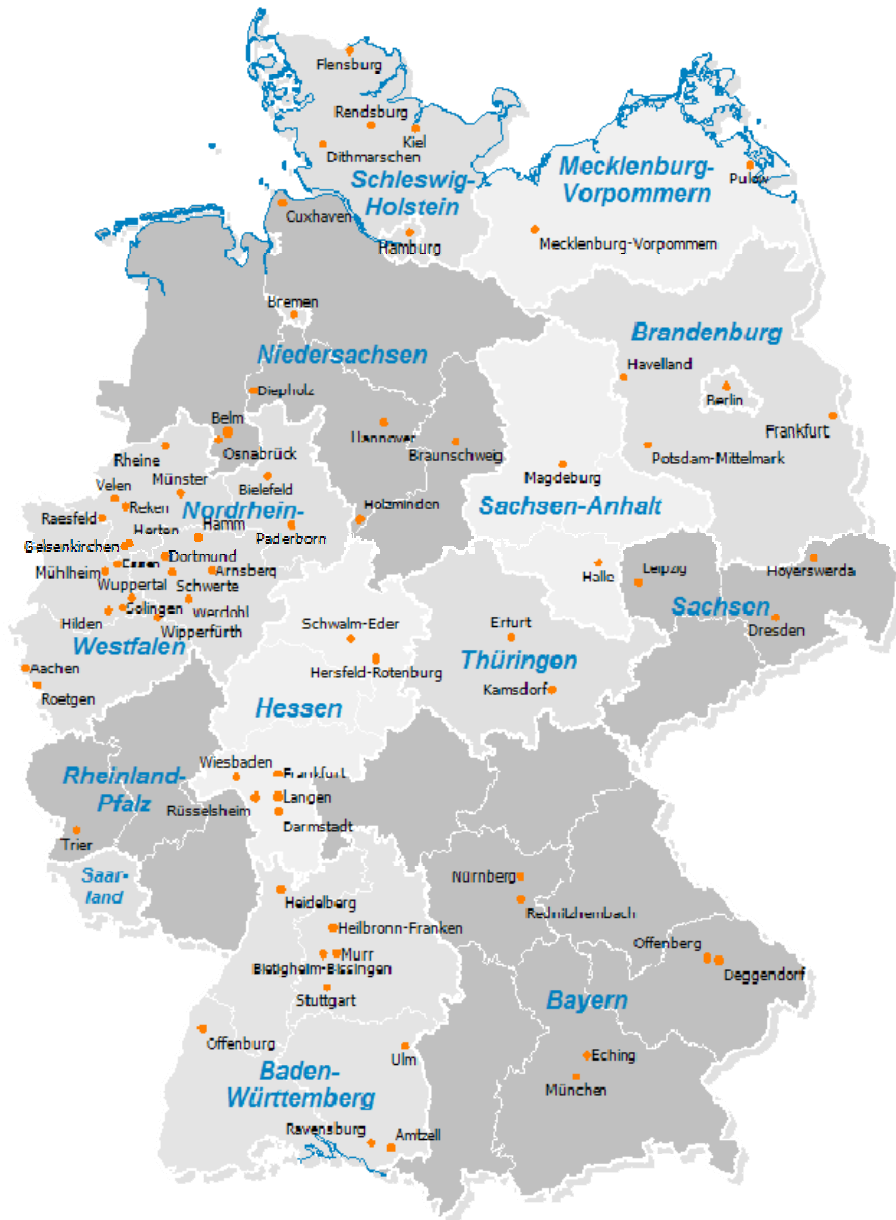 Flensburg
Rendsburg
Kiel
Dithmarschen
Schleswig-
Holstein
Mecklenburg-
Vorpommern
Pulow
Cuxhaven
Hamburg
Mecklenburg-Vorpommern
Bremen
Niedersachsen
Brandenburg
Havelland
Berlin
Diepholz
Belm
Hannover
Frankfurt
Osnabrück
Braunschweig
Potsdam-Mittelmark
Rheine
Münster
Bielefeld
Magdeburg
Velen
Reken
Nordrhein-
Holzminden
Sachsen-Anhalt
Raesfeld
Herten
Hamm
Paderborn
Gelsenkirchen
Essen
Dortmund
Mühlheim
Arnsberg
Halle
Leipzig
Hoyerswerda
Wuppertal
Schwerte
Solingen
Werdohl
Sachsen
Hilden
Wipperfürth
Schwalm-Eder
Erfurt
Dresden
Westfalen
Thüringen
Aachen
Hersfeld-Rotenburg
Roetgen
Kamsdorf
Hessen
Wiesbaden
Frankfurt
Rheinland-
Pfalz
Rüsselsheim
Langen
Darmstadt
Trier
Saar-
land
Nürnberg
Heidelberg
Rednitzhembach
Heilbronn-Franken
Offenberg
Murr
Bietigheim-Bissingen
Deggendorf
Stuttgart
Bayern
Offenburg
Ulm
Eching
Baden-
Württemberg
München
Ravensburg
Amtzell